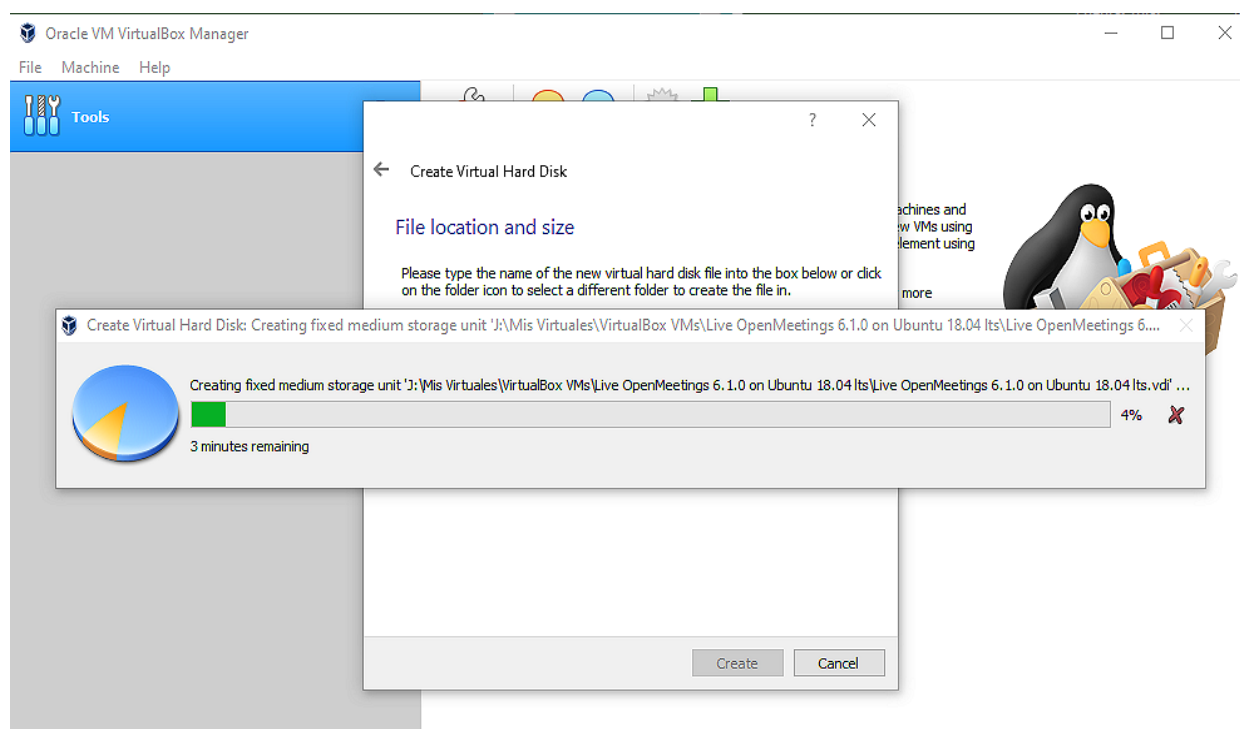 Oracle VM VirtualBox Manager
File Machine Help
Tools
?
Create Virtual Hard Disk
File location and size
Please type the name of the new virtual hard disk file into the box below or click
on the folder icon to select a different folder to create the file in.
and
VMs using
using
more
Create Virtual Hard Disk: Creating fixed medium storage unit 'J:\Mis Virtuales\VirtualBox VMs\Live OpenMeetings 6.1.0 on Ubuntu 18.04 lts\Live OpenMeetings 6....
Creating fixed medium storage unit 'J:\Mis Virtuales\VirtualBox VMs\Live OpenMeetings 6.1.0 on Ubuntu 18.04 lts\Live OpenMeetings 6.1.0 on Ubuntu 18.04 lts.vdi' ...
4%
3 minutes remaining
Create Cancel